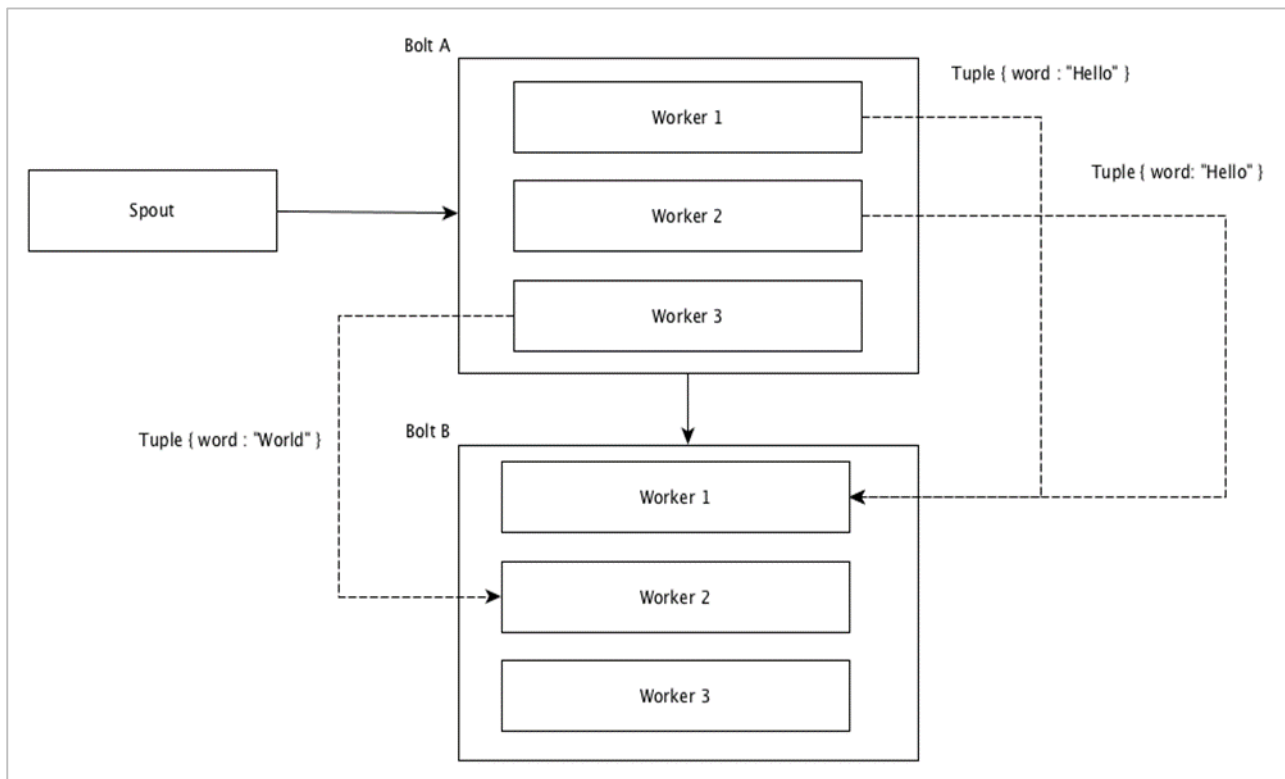 Bolt A
Tuple { word : "Hello" }
Worker 1
Tuple { word: "Hello" }
Spout
Worker 2
Worker 3
Tuple { word : "World" }
Bolt B
Worker 1
Worker 2
Worker 3